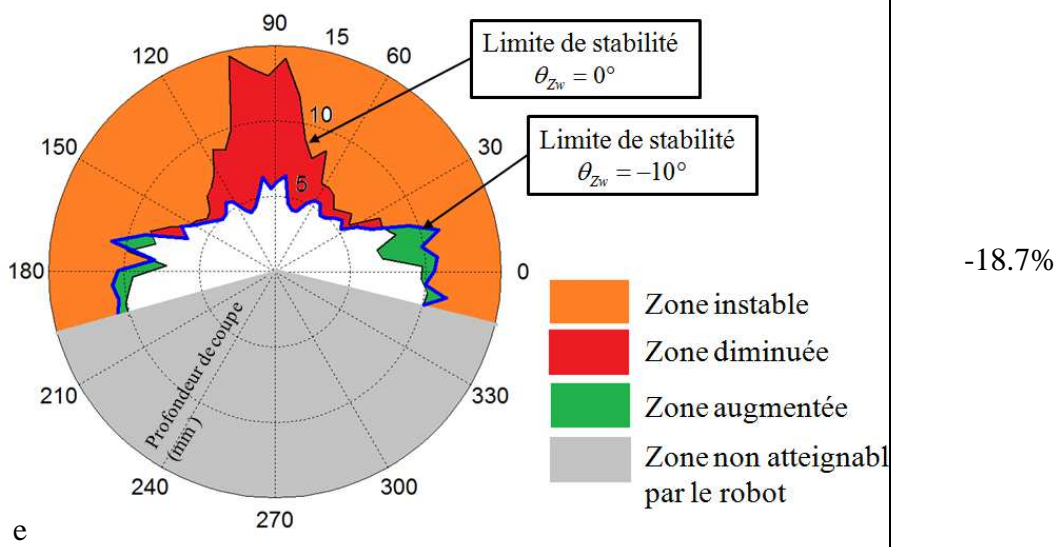 90
120
15
60
Limite de stabilité
θZw = 0°
10
150
30
Limite de stabilité
θZw = −10°
5
180
0
-18.7%
Zone instable
Zone diminuée
Profondeur de coupe
(mm )
210
330
Zone augmentée
Zone non atteignabl
par le robot
240
300
270
e